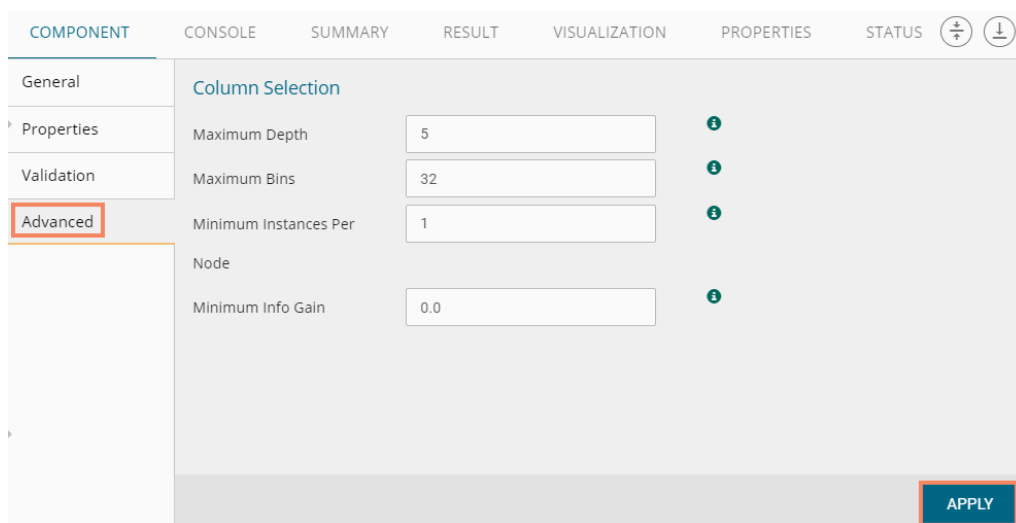 COMPONENT CONSOLE SUMMARY RESULT VISUALIZATION PROPERTIES STATUS
General
Column Selection
Properties
Maximum Depth 5
Validation
Maximum Bins 32
Advanced
Minimum Instances Per 1
Node
Minimum Info Gain 0.0
APPLY